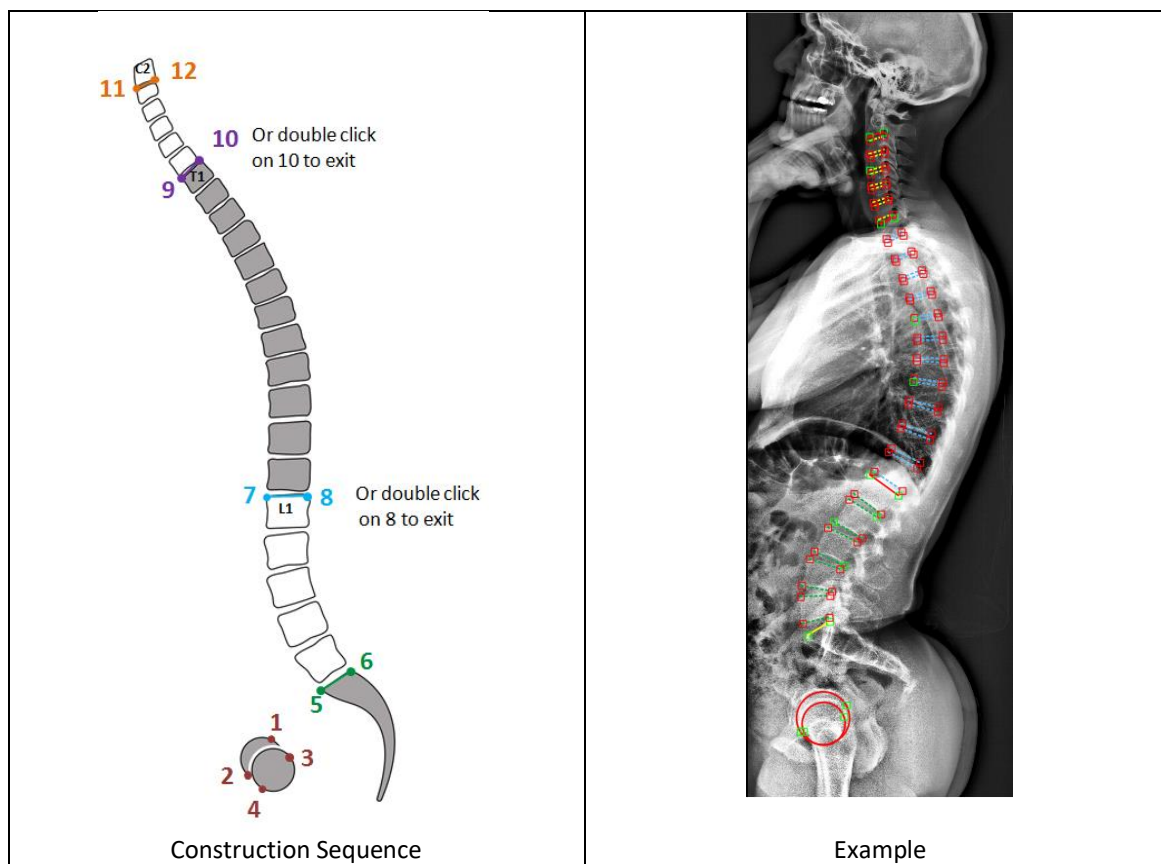 C2
12
11
10
Or double click
on 10 to exit
9
T1
7
8
Or double click
on 8 to exit
L1
6
5
1
3
2
4
Construction Sequence
Example